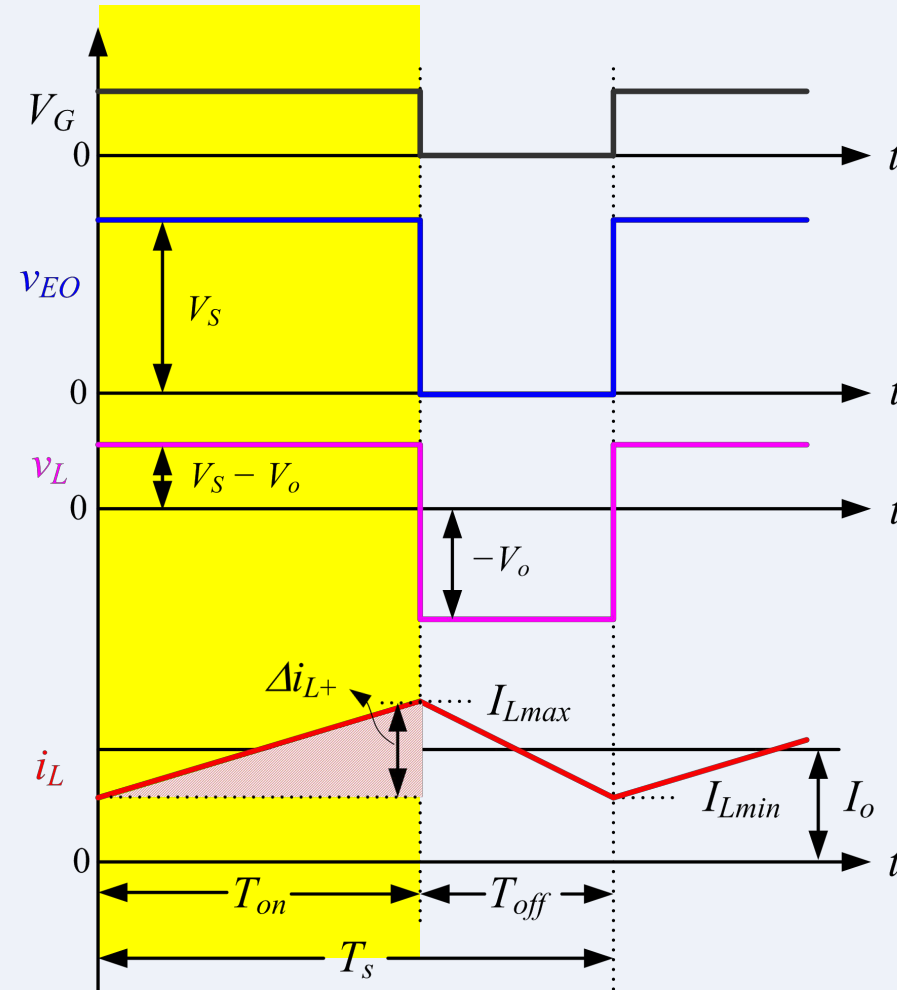 V_G
0
t
v_EO
V_S
0
t
v_L
V_S − V_o
0
t
−V_o
Δi_L+
I_Lmax
i_L
I_Lmin
I_o
0
t
T_on
T_off
T_s